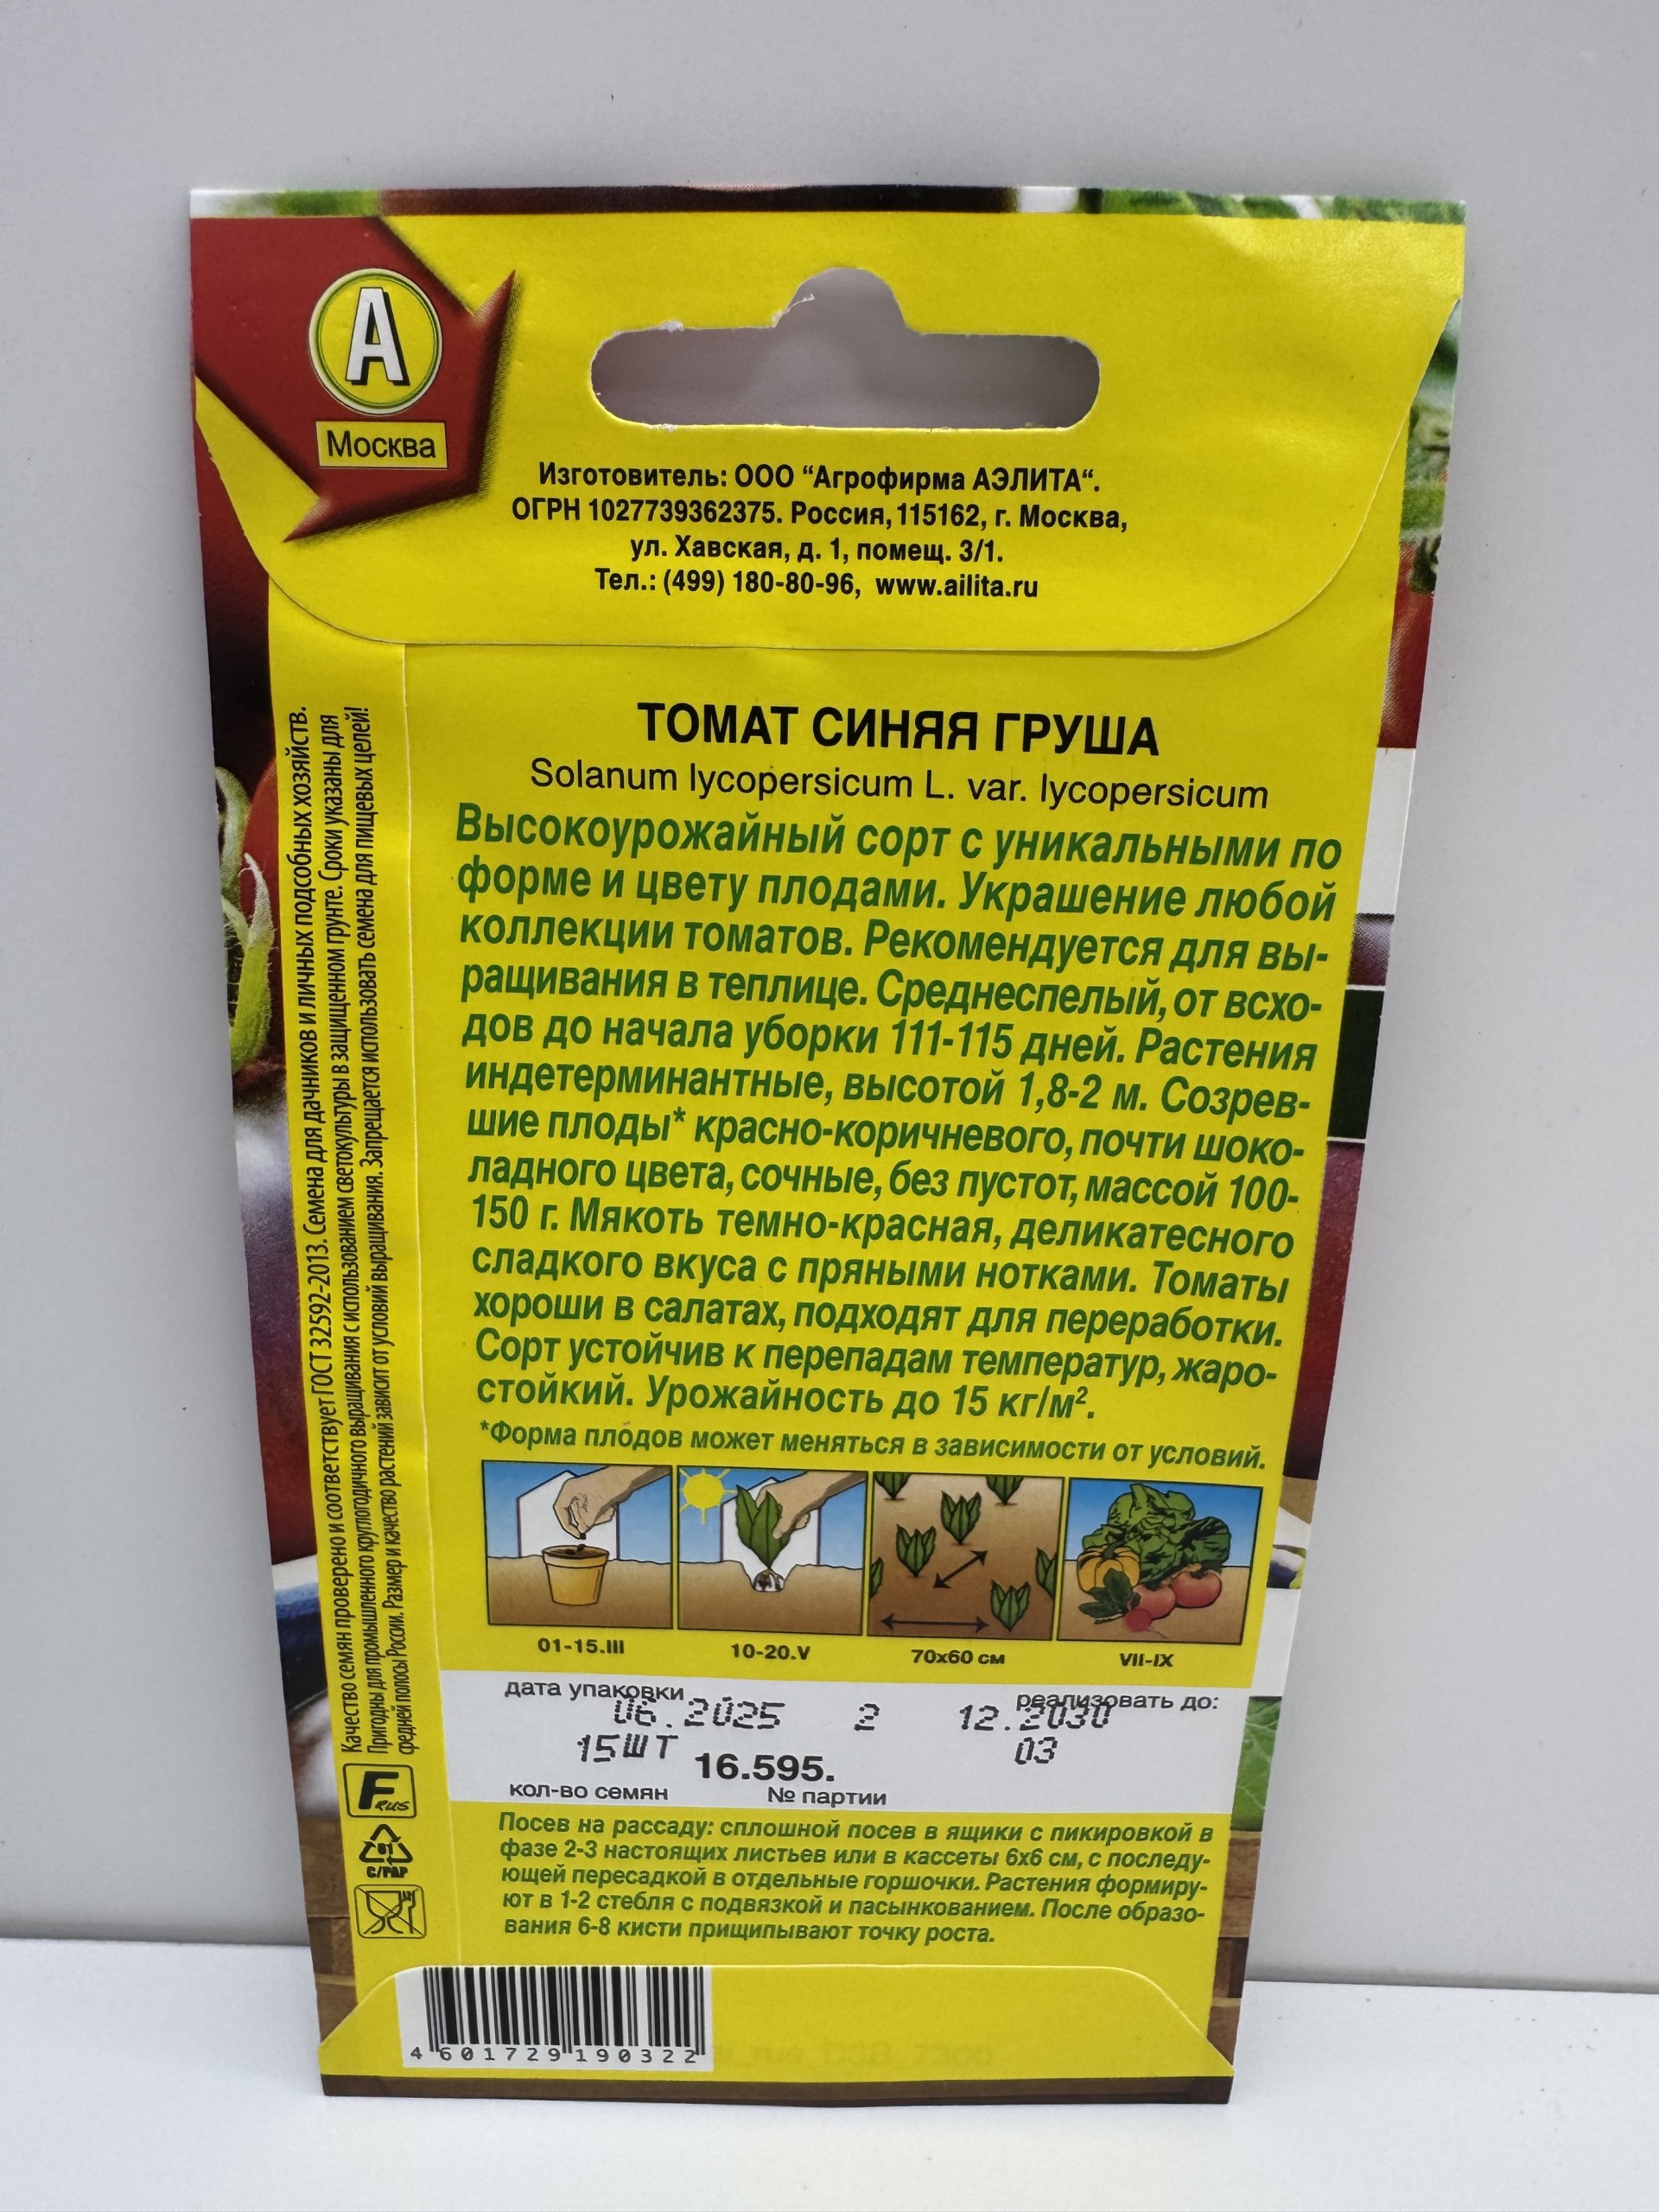 А
Москва
Изготовитель: ООО “Агрофирма АЭЛИТА“.
ОГРН 1027739362375. Россия, 115162, г. Москва,
ул. Хавская, д. 1, помещ. 3/1.
Тел.: (499) 180-80-96, www.ailita.ru
ТОМАТ СИНЯЯ ГРУША
Solanum lycopersicum L. var. lycopersicum
Высокоурожайный сорт с уникальными по
форме и цвету плодами. Украшение любой
коллекции томатов. Рекомендуется для вы-
ращивания в теплице. Среднеспелый, от всхо-
дов до начала уборки 111-115 дней. Растения
индетерминантные, высотой 1,8-2 м. Созрев-
шие плоды* красно-коричневого, почти шоко-
ладного цвета, сочные, без пустот, массой 100-
150 г. Мякоть темно-красная, деликатесного
сладкого вкуса с пряными нотками. Томаты
хороши в салатах, подходят для переработки.
Сорт устойчив к перепадам температур, жаро-
стойкий. Урожайность до 15 кг/м².
*Форма плодов может меняться в зависимости от условий.
01-15.III
10-20.V
70х60 см
VII-IX
дата упаковки
реализовать до:
06.2025 2 12.2030
15ШТ 16.595. 03
кол-во семян № партии
Посев на рассаду: сплошной посев в ящики с пикировкой в
фазе 2-3 настоящих листьев или в кассеты 6х6 см, с последу-
ющей пересадкой в отдельные горшочки. Растения формиру-
ют в 1-2 стебля с подвязкой и пасынкованием. После образо-
вания 6-8 кисти прищипывают точку роста.
Качество семян проверено и соответствует ГОСТ 32592-2013. Семена для дачников и личных подсобных хозяйств.
Пригодны для промышленного круглогодичного выращивания с использованием светокультуры в защищенном грунте. Сроки указаны для
средней полосы России. Размер и качество растений зависит от условий выращивания. Запрещается использовать семена для пищевых целей!
F RUS
81
C/PAP
4 601729 190322